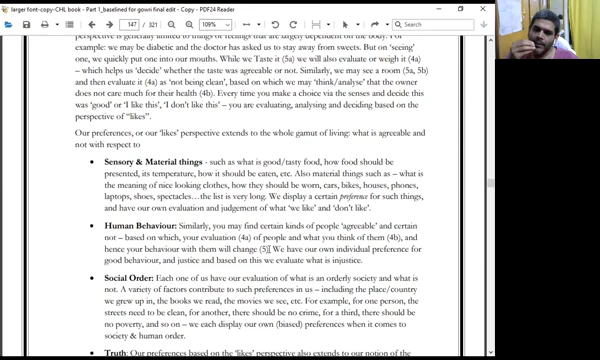 larger font-copy-CHL book - Part 1_baselined for gowri final edit - Copy - PDF24 Reader
147 / 321
109%
perspective is generally limited to things or feelings that are largely dependent on the body. For
example: we may be diabetic and the doctor has asked us to stay away from sweets. But on ‘seeing’
one, we quickly put one into our mouths. While we Taste it (5a) we will also evaluate or weigh it (4a)
– which helps us ‘decide’ whether the taste was agreeable or not. Similarly, we may see a room (5a, 5b)
and then evaluate it (4a) as ‘not being clean’, based on which we may ‘think/analyse’ that the owner
does not care much for their health (4b). Every time you make a choice via the senses and decide this
was ‘good’ or ‘I like this’, ‘I don’t like this’ – you are evaluating, analysing and deciding based on the
perspective of “likes”.
Our preferences, or our ‘likes’ perspective extends to the whole gamut of living: what is agreeable and
not with respect to
• Sensory & Material things - such as what is good/tasty food, how food should be
presented, its temperature, how it should be eaten, etc. Also material things such as – what is
the meaning of nice looking clothes, how they should be worn, cars, bikes, houses, phones,
laptops, shoes, spectacles…the list is very long. We display a certain preference for such things,
and have our own evaluation and judgement of what ‘we like’ and ‘don’t like’.
• Human Behaviour: Similarly, you may find certain kinds of people ‘agreeable’ and certain
not – based on which, your evaluation (4a) of people and what you think of them (4b), and
hence your behaviour with them will change (5). We have our own individual preference for
good behaviour, and justice and based on this we evaluate what is injustice.
• Social Order: Each one of us have our evaluation of what is an orderly society and what is
not. A variety of factors contribute to such preferences in us – including the place/country
we grew up in, the books we read, the movies we see, etc. For example, for one person, the
streets need to be clean, for another, there should be no crime, for a third, there should be
no poverty, and so on – we each display our own (biased) preferences when it comes to
society & human order.
• Truth: Our preferences based on the ‘likes’ perspective also extends to our notion of the